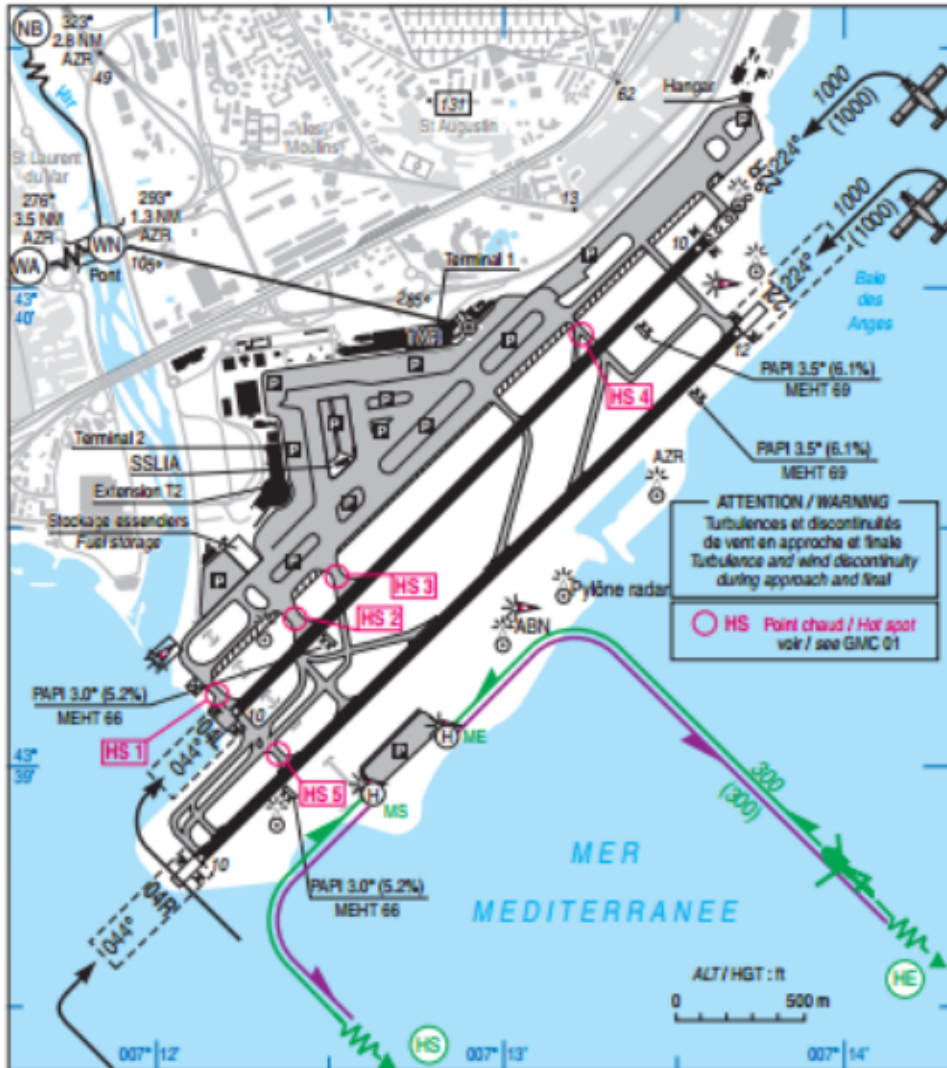 NB
323°
2.8 NM
AZR
49
Var
131
St Augustin
62
Hangar
1000
(1000)
224°
22R
St Laurent
du Var
les
Moulins
13
276°
3.5 NM
AZR
293°
1.3 NM
AZR
WN
WA
Pont
105°
Terminal 1
285°
10
1000
(1000)
224°
22L
Baie
des
Anges
43°
40'
HS 4
12
PAPI 3.5° (6.1%)
MEHT 69
PAPI 3.5° (6.1%)
MEHT 69
Terminal 2
SSLIA
Extension T2
Stockage essenciers
Fuel storage
AZR
ATTENTION / WARNING
Turbulences et discontinuités
de vent en approche et finale
Turbulence and wind discontinuity
during approach and final
HS Point chaud / Hot spot
voir / see GMC 01
HS 3
HS 2
Pylône radar
ABN
PAPI 3.0° (5.2%)
MEHT 66
HS 1
10
044°
43°
39'
HS 5
H
ME
H
MS
300
(300)
10
04R
044°
PAPI 3.0° (5.2%)
MEHT 66
MER
MEDITERRANEE
ALT / HGT : ft
0 500 m
HE
HS
007° 12'
007° 13'
007° 14'